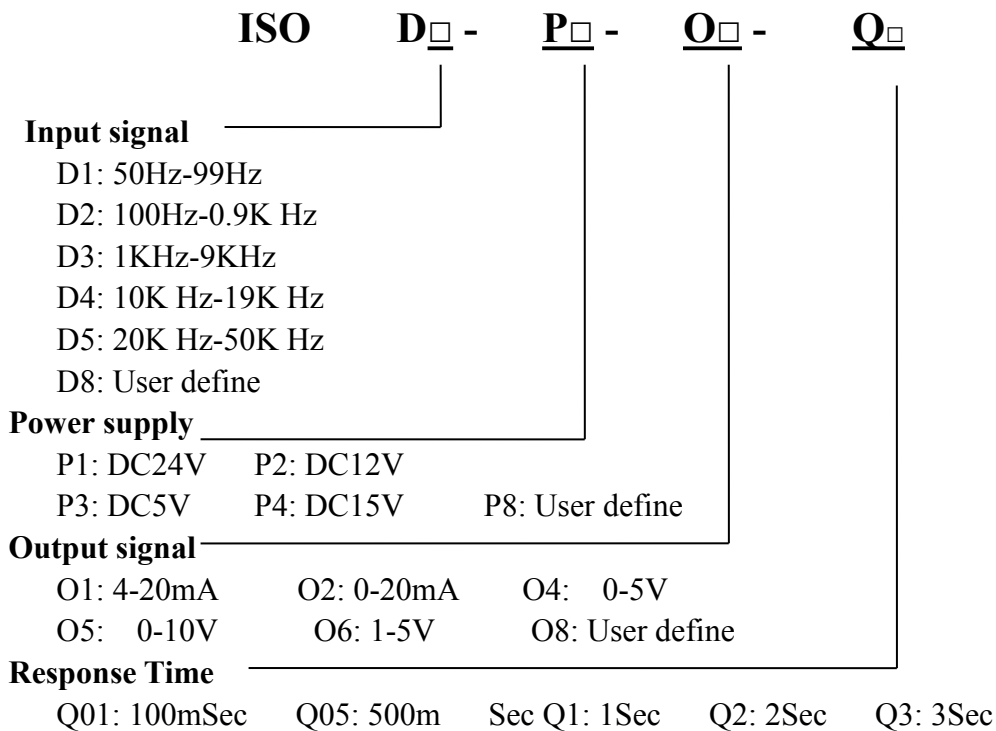 ISO D□ - P□ - O□ - Q□
Input signal
D1: 50Hz-99Hz
D2: 100Hz-0.9K Hz
D3: 1KHz-9KHz
D4: 10K Hz-19K Hz
D5: 20K Hz-50K Hz
D8: User define
Power supply
P1: DC24V P2: DC12V
P3: DC5V P4: DC15V P8: User define
Output signal
O1: 4-20mA O2: 0-20mA O4: 0-5V
O5: 0-10V O6: 1-5V O8: User define
Response Time
Q01: 100mSec Q05: 500m Sec Q1: 1Sec Q2: 2Sec Q3: 3Sec